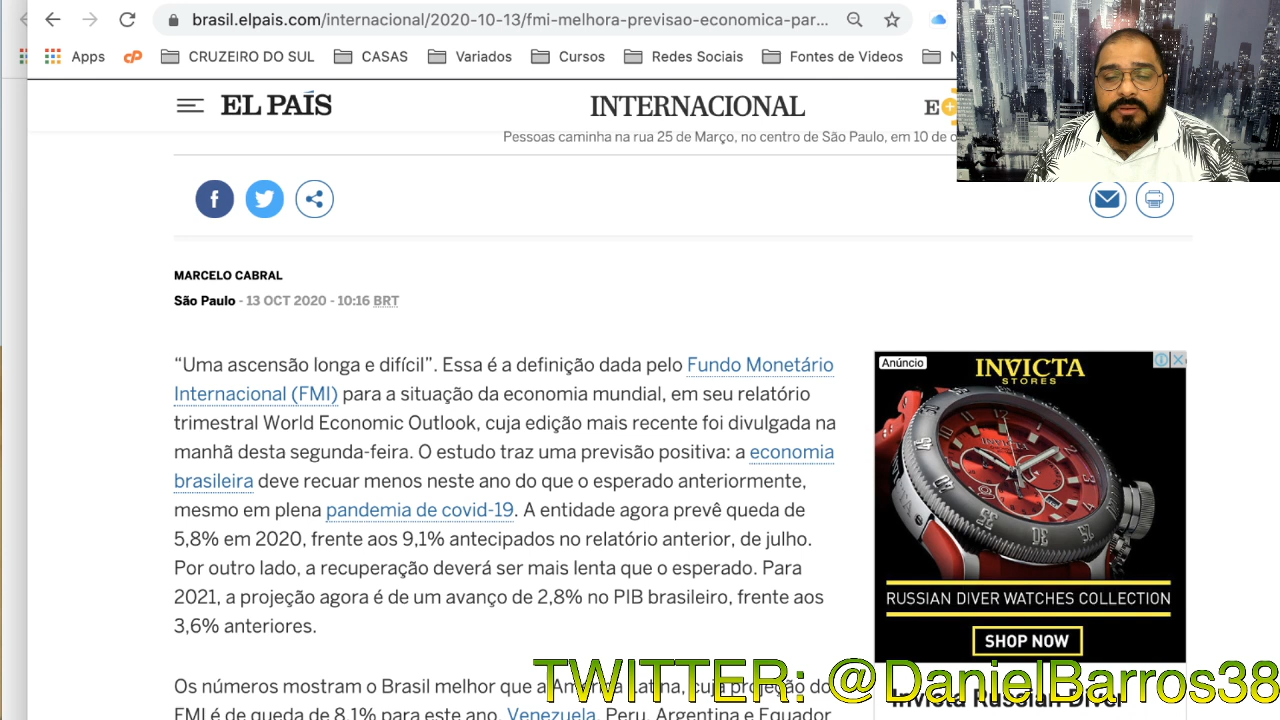 brasil.elpais.com/internacional/2020-10-13/fmi-melhora-previsao-economica-par...
Apps
CRUZEIRO DO SUL
CASAS
Variados
Cursos
Redes Sociais
Fontes de Videos
EL PAÍS
INTERNACIONAL
E+
Pessoas caminha na rua 25 de Março, no centro de São Paulo, em 10 de
MARCELO CABRAL
São Paulo - 13 OCT 2020 - 10:16 BRT
“Uma ascensão longa e difícil”. Essa é a definição dada pelo Fundo Monetário
Internacional (FMI) para a situação da economia mundial, em seu relatório
trimestral World Economic Outlook, cuja edição mais recente foi divulgada na
manhã desta segunda-feira. O estudo traz uma previsão positiva: a economia
brasileira deve recuar menos neste ano do que o esperado anteriormente,
mesmo em plena pandemia de covid-19. A entidade agora prevê queda de
5,8% em 2020, frente aos 9,1% antecipados no relatório anterior, de julho.
Por outro lado, a recuperação deverá ser mais lenta que o esperado. Para
2021, a projeção agora é de um avanço de 2,8% no PIB brasileiro, frente aos
3,6% anteriores.
Os números mostram o Brasil melhor que a América Latina, cuja projeção do
FMI é de queda de 8,1% para este ano. Venezuela, Peru, Argentina e Equador
Anúncio
INVICTA
STORES
INVICTA
RUSSIAN DIVER WATCHES COLLECTION
SHOP NOW
Invicta Russian Diver
TWITTER: @DanielBarros38